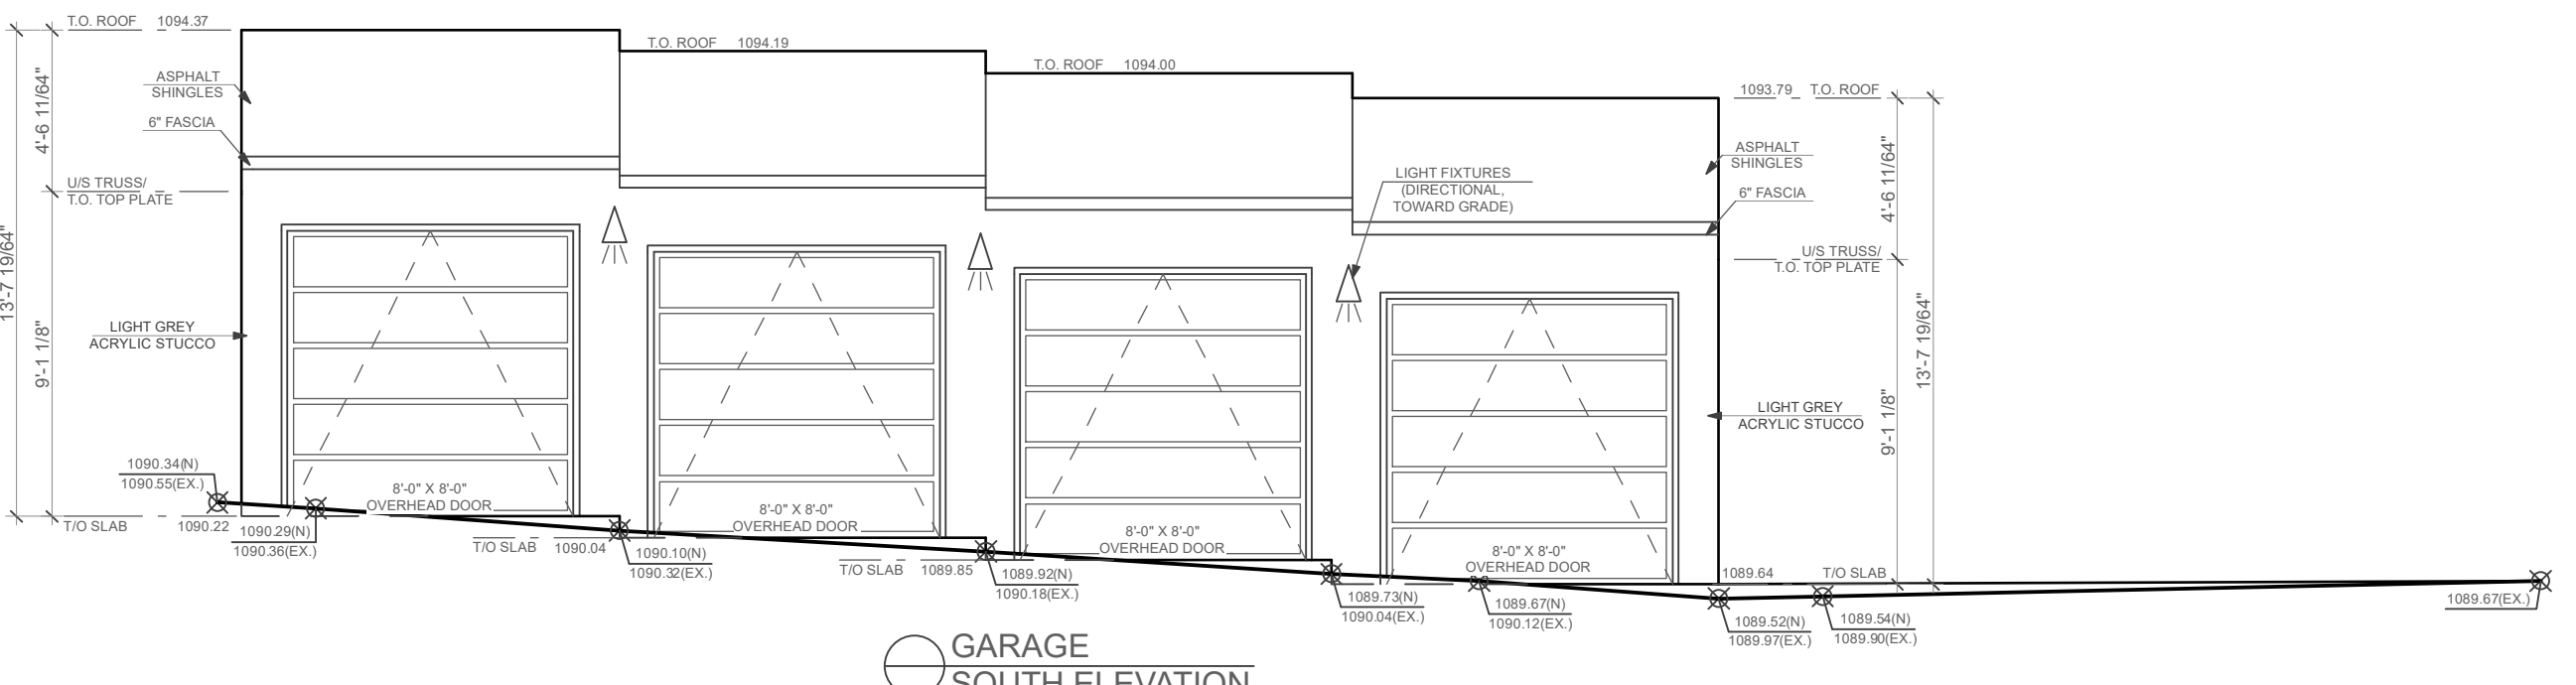 T.O. ROOF 1094.37
T.O. ROOF 1094.19
T.O. ROOF 1094.00
1093.79 T.O. ROOF
ASPHALT
SHINGLES
6" FASCIA
4'-6 11/64"
U/S TRUSS/
T.O. TOP PLATE
13'-7 19/64"
LIGHT GREY
ACRYLIC STUCCO
9'-1 1/8"
LIGHT FIXTURES
(DIRECTIONAL,
TOWARD GRADE)
ASPHALT
SHINGLES
6" FASCIA
4'-6 11/64"
U/S TRUSS/
T.O. TOP PLATE
13'-7 19/64"
LIGHT GREY
ACRYLIC STUCCO
9'-1 1/8"
1090.34(N)
1090.55(EX.)
T/O SLAB 1090.22
1090.29(N)
1090.36(EX.)
8'-0" X 8'-0"
OVERHEAD DOOR
T/O SLAB 1090.04
1090.10(N)
1090.32(EX.)
8'-0" X 8'-0"
OVERHEAD DOOR
T/O SLAB 1089.85
1089.92(N)
1090.18(EX.)
8'-0" X 8'-0"
OVERHEAD DOOR
1089.73(N)
1090.04(EX.)
8'-0" X 8'-0"
OVERHEAD DOOR
1089.67(N)
1090.12(EX.)
1089.64 T/O SLAB
1089.52(N)
1089.97(EX.)
1089.54(N)
1089.90(EX.)
1089.67(EX.)
GARAGE
SOUTH ELEVATION